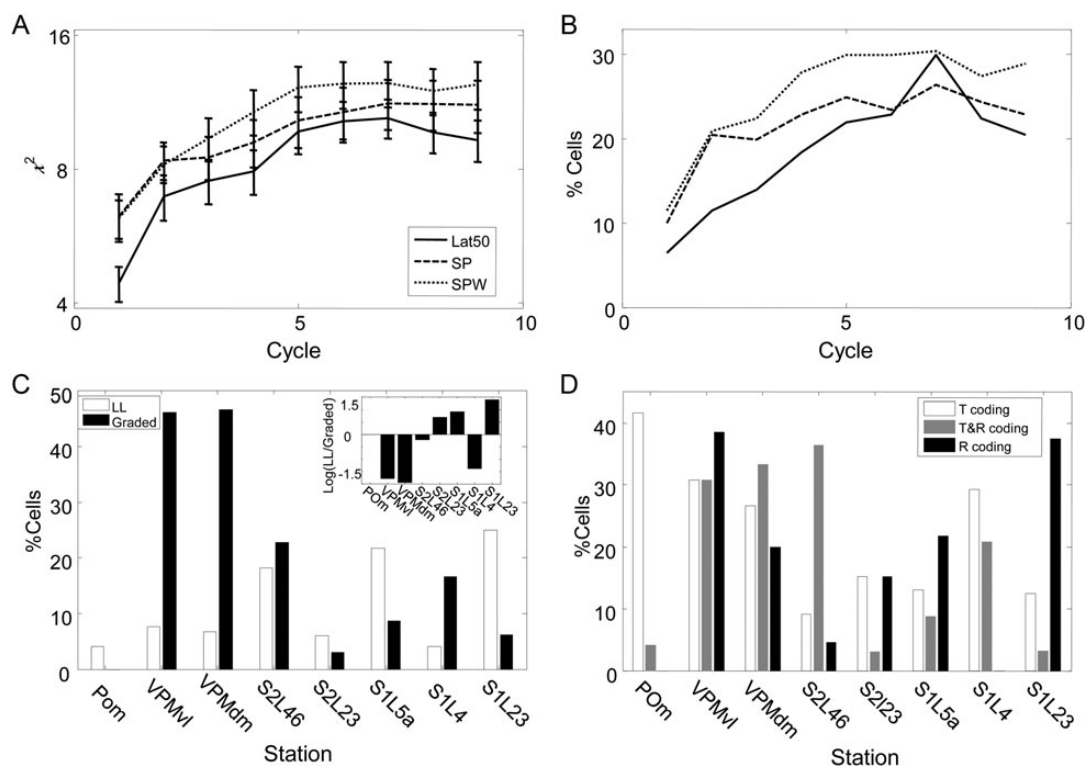 A
16
8
4
χ²
0
5
10
Cycle
Lat50
SP
SPW
B
30
20
10
0
% Cells
0
5
10
Cycle
C
50
40
30
20
10
0
%Cells
LL
Graded
1.5
0
-1.5
Log(LL/Graded)
POm
VPMvl
VPMdm
S2L46
S2L23
S1L5a
S1L4
S1L23
Pom
VPMvl
VPMdm
S2L46
S2L23
S1L5a
S1L4
S1L23
Station
D
40
30
20
10
0
%Cells
T coding
T&R coding
R coding
POm
VPMvl
VPMdm
S2L46
S2l23
S1L5a
S1L4
S1L23
Station